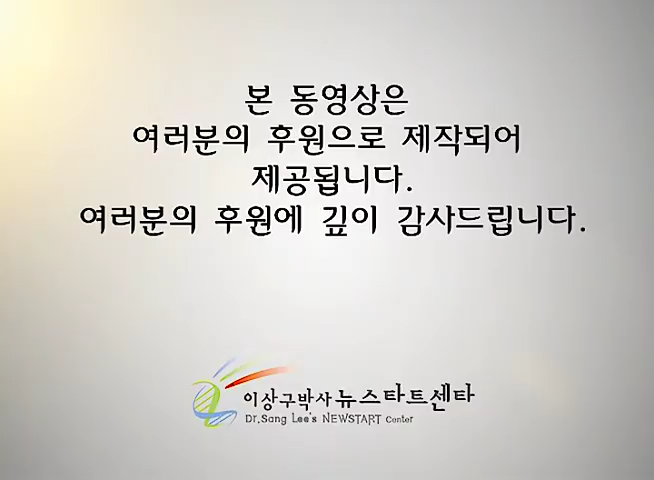 본 동영상은
여러분의 후원으로 제작되어
제공됩니다.
여러분의 후원에 깊이 감사드립니다.
이상구박사 뉴스타트센타
Dr.Sang Lee's NEWSTART Center